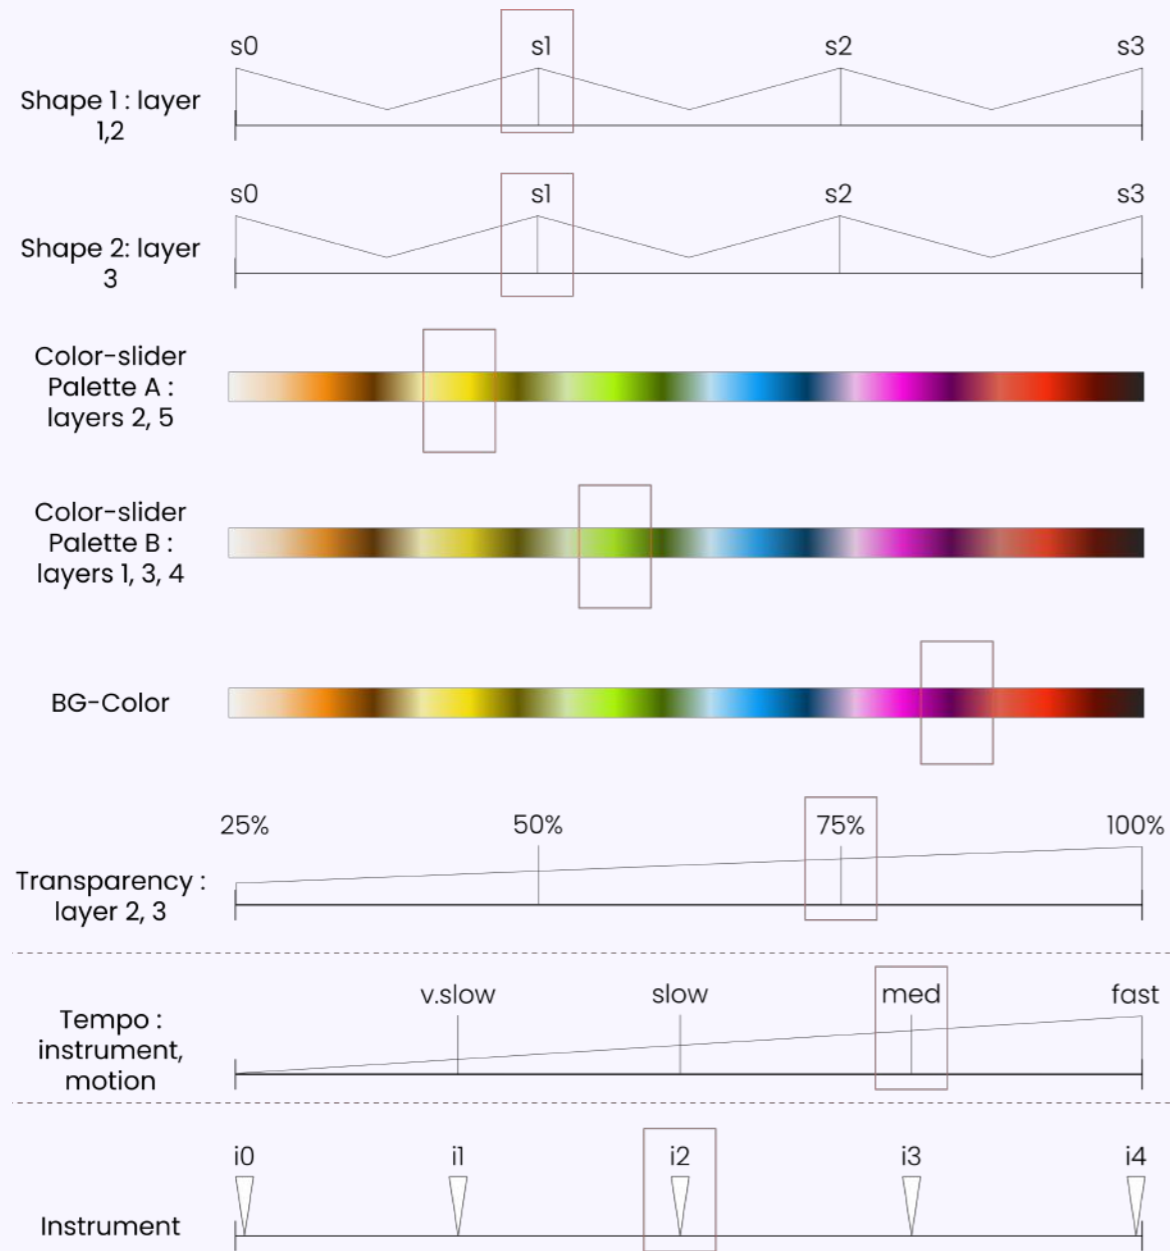 s0 s1 s2 s3
Shape 1 : layer
1,2
s0 s1 s2 s3
Shape 2: layer
3
Color-slider
Palette A :
layers 2, 5
Color-slider
Palette B :
layers 1, 3, 4
BG-Color
25% 50% 75% 100%
Transparency :
layer 2, 3
v.slow slow med fast
Tempo :
instrument,
motion
i0 i1 i2 i3 i4
Instrument